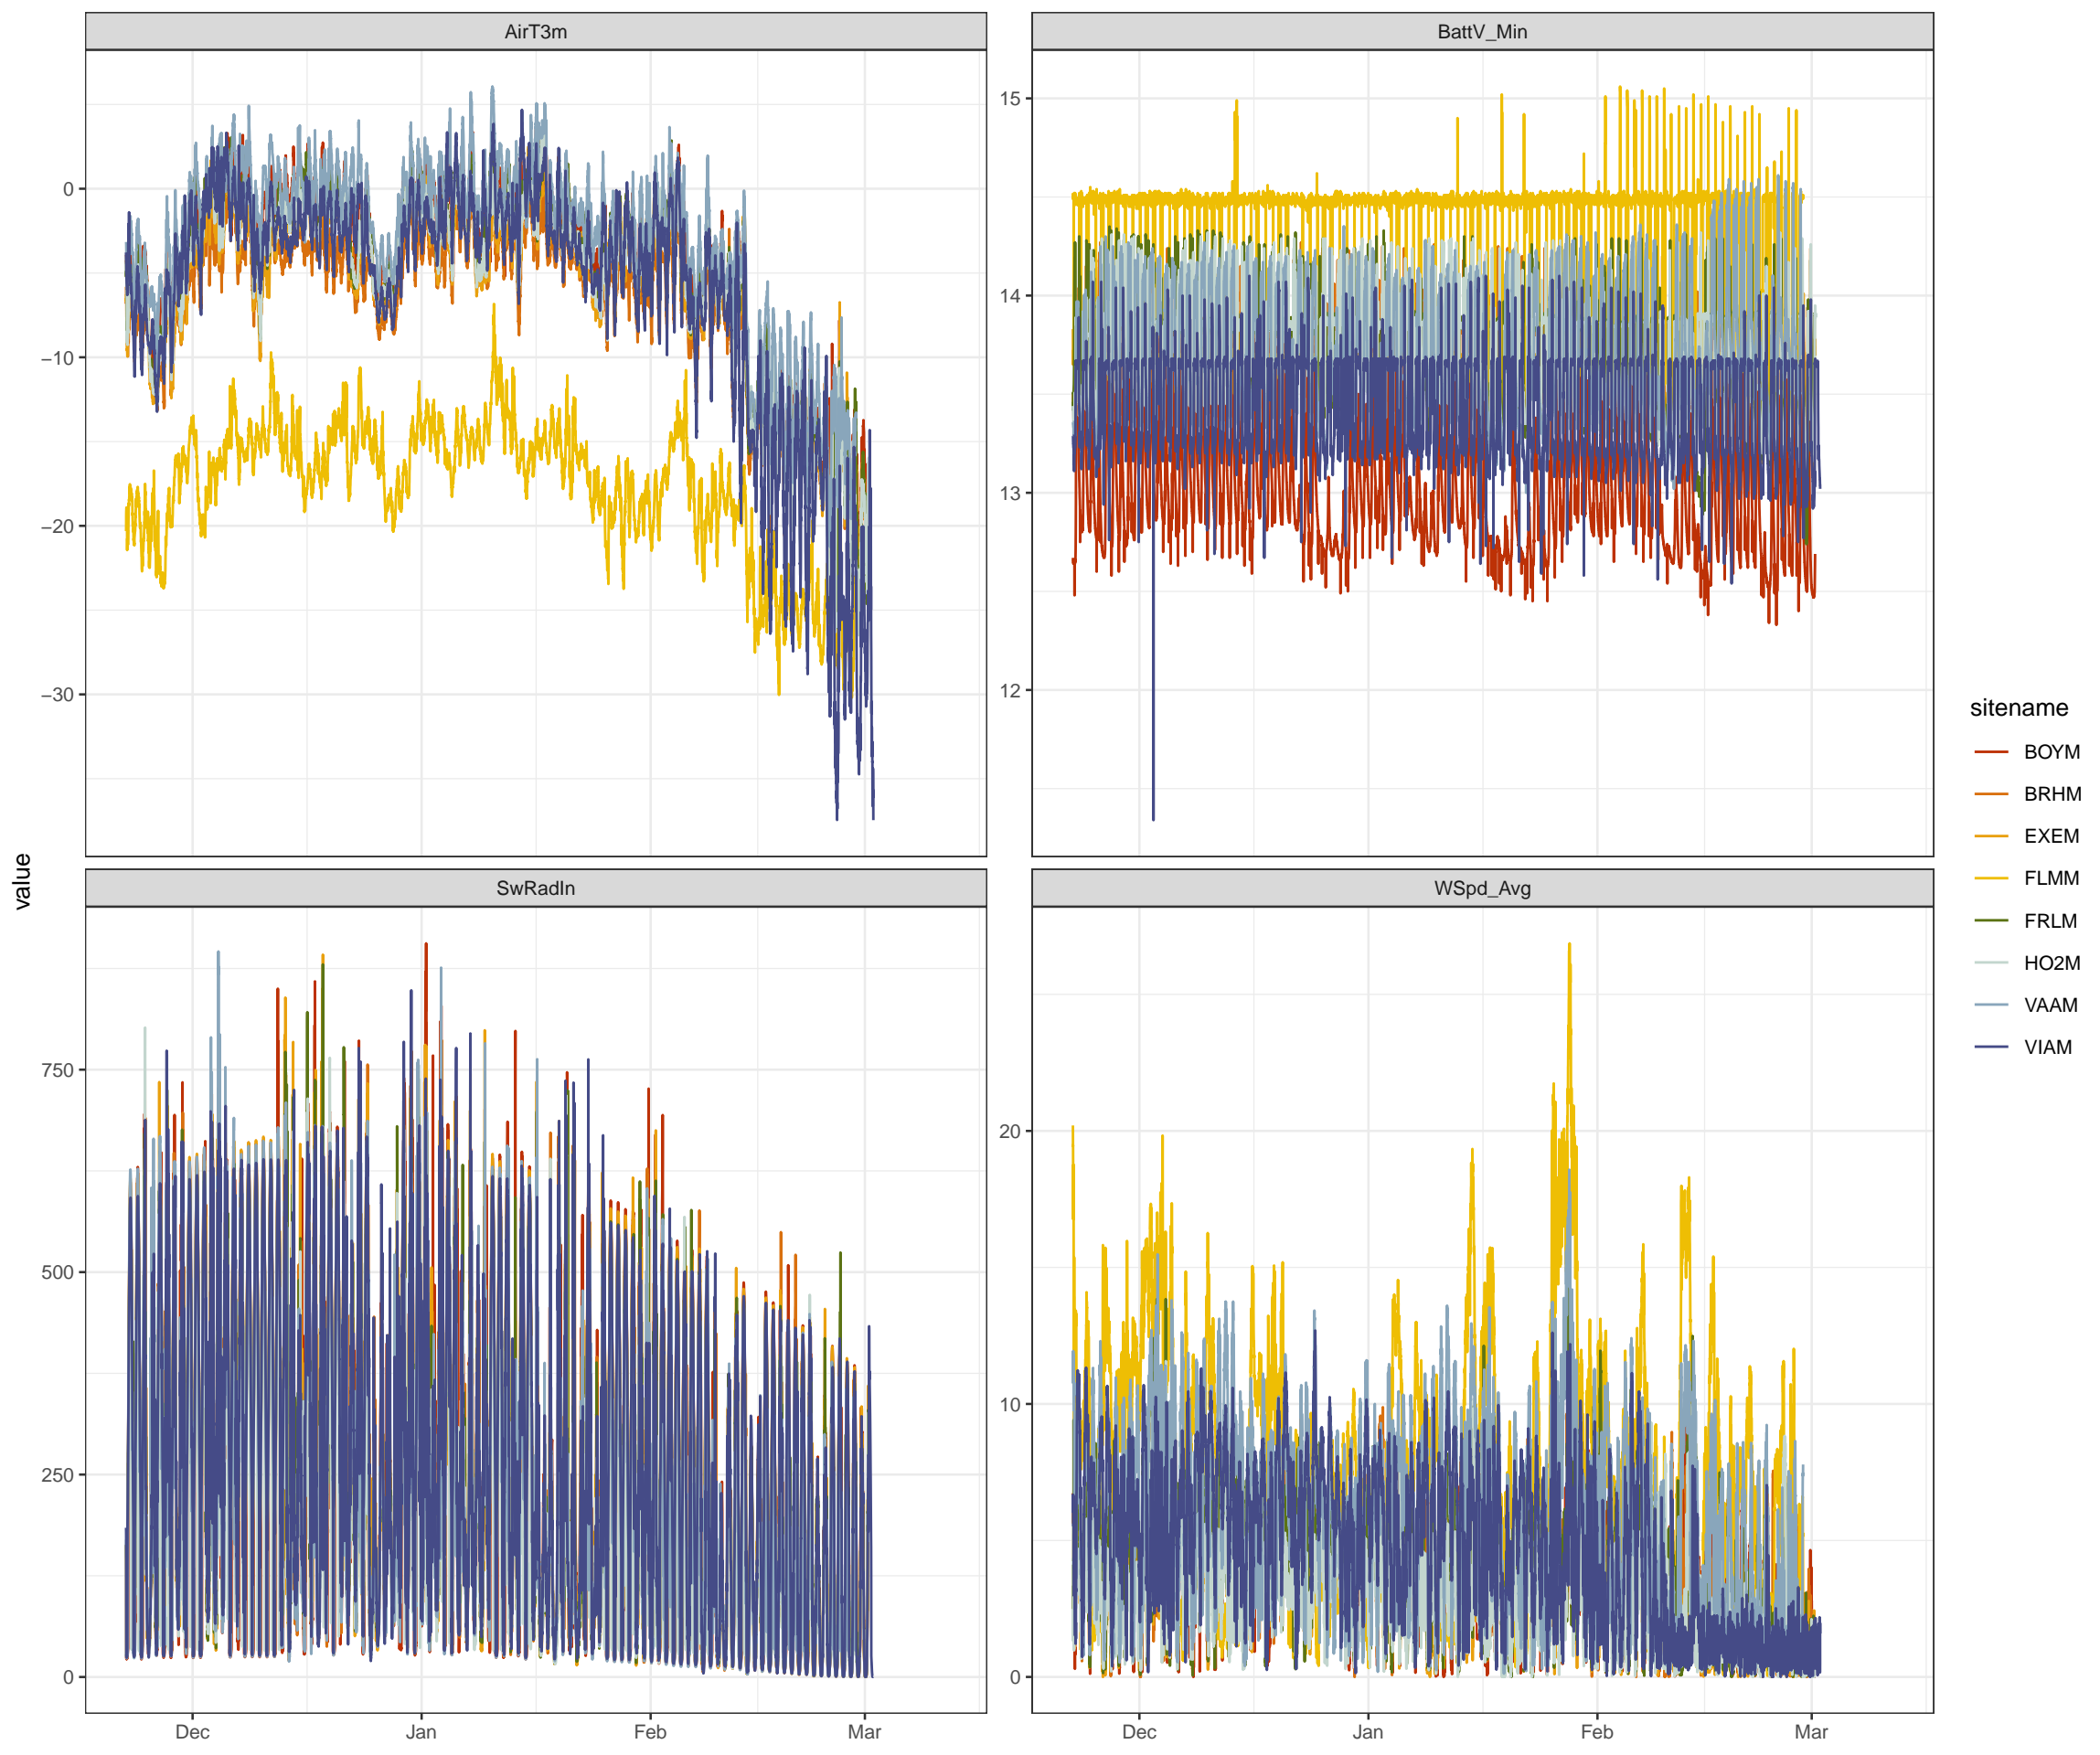 AirT3m
BattV_Min
0
−10
−20
−30
15
14
13
12
value
SwRadIn
WSpd_Avg
750
500
250
0
20
10
0
Dec Jan Feb Mar
Dec Jan Feb Mar
sitename
BOYM
BRHM
EXEM
FLMM
FRLM
HO2M
VAAM
VIAM